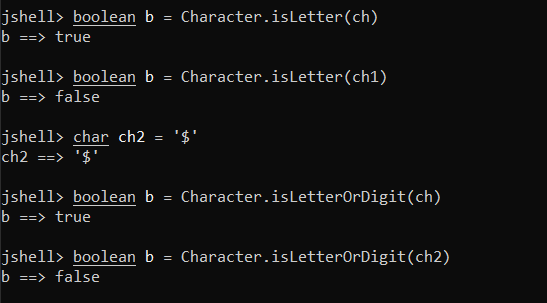 jshell> boolean b = Character.isLetter(ch)
b ==> true
jshell> boolean b = Character.isLetter(ch1)
b ==> false
jshell> char ch2 = '$'
ch2 ==> '$'
jshell> boolean b = Character.isLetterOrDigit(ch)
b ==> true
jshell> boolean b = Character.isLetterOrDigit(ch2)
b ==> false